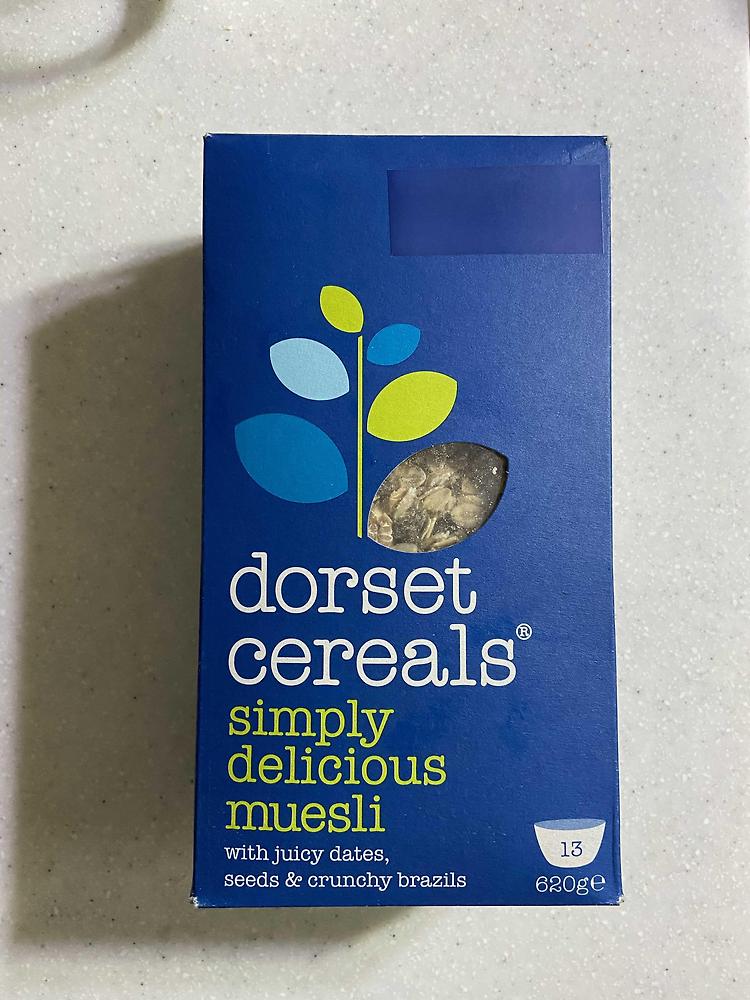 dorset
cereals®
simply
delicious
muesli
with juicy dates,
seeds & crunchy brazils
13
620g℮